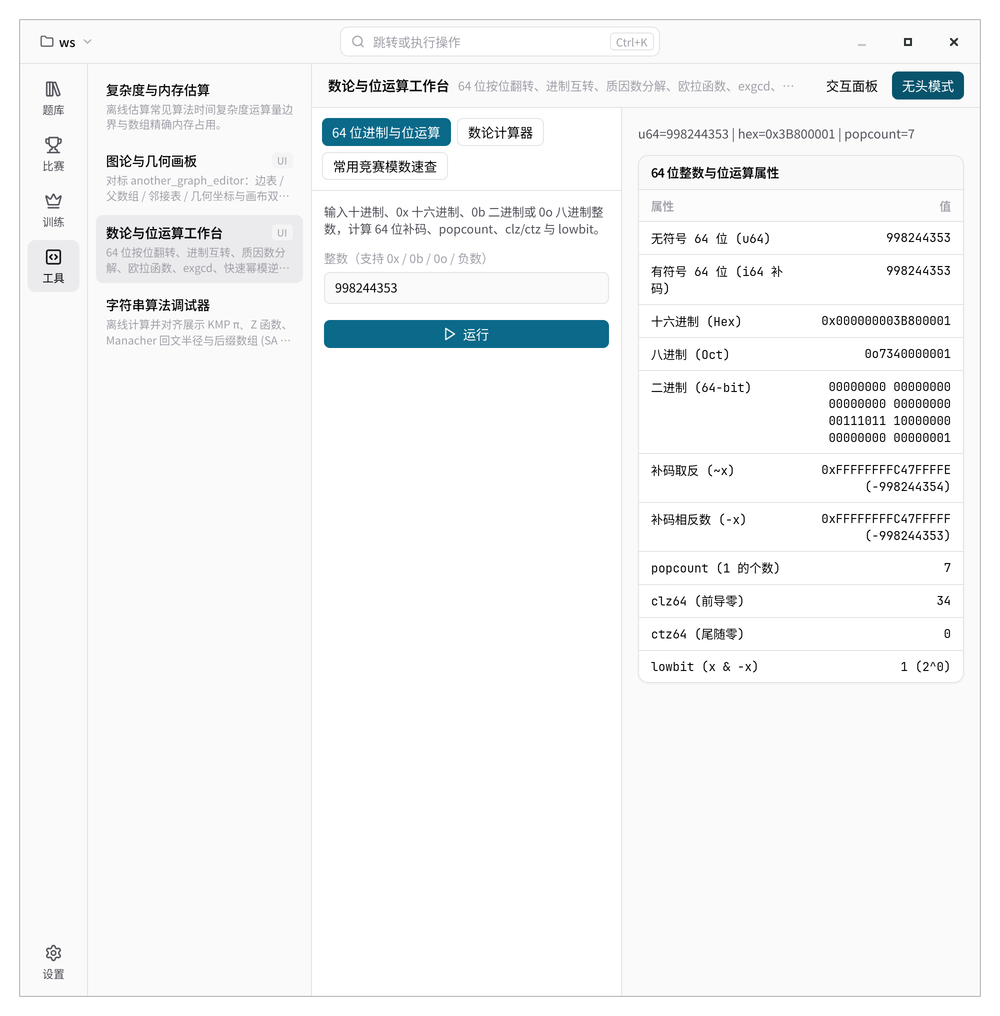 ws
跳转或执行操作
Ctrl+K
题库
比赛
训练
工具
设置
复杂度与内存估算
离线估算常见算法时间复杂度运算量边
界与数组精确内存占用。
图论与几何画板
UI
对标 another_graph_editor：边表 /
父数组 / 邻接表 / 几何坐标与画布双…
数论与位运算工作台
UI
64 位按位翻转、进制互转、质因数分
解、欧拉函数、exgcd、快速幂模逆…
字符串算法调试器
离线计算并对齐展示 KMP π、Z 函数、
Manacher 回文半径与后缀数组 (SA …
数论与位运算工作台
64 位按位翻转、进制互转、质因数分解、欧拉函数、exgcd、 …
交互面板
无头模式
64 位进制与位运算
数论计算器
常用竞赛模数速查
输入十进制、0x 十六进制、0b 二进制或 0o 八进制整
数，计算 64 位补码、popcount、clz/ctz 与 lowbit。
整数（支持 0x / 0b / 0o / 负数）
998244353
运行
u64=998244353 | hex=0x3B800001 | popcount=7
64 位整数与位运算属性
属性
值
无符号 64 位 (u64)
998244353
有符号 64 位 (i64 补
码)
998244353
十六进制 (Hex)
0x000000003B800001
八进制 (Oct)
0o7340000001
二进制 (64-bit)
00000000 00000000
00000000 00000000
00111011 10000000
00000000 00000001
补码取反 (~x)
0xFFFFFFFFC47FFFFE
(-998244354)
补码相反数 (-x)
0xFFFFFFFFC47FFFFF
(-998244353)
popcount (1 的个数)
7
clz64 (前导零)
34
ctz64 (尾随零)
0
lowbit (x & -x)
1 (2^0)